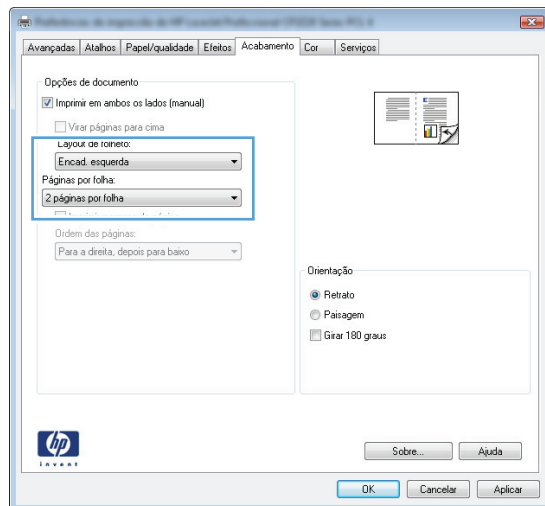 Avançadas Atalhos Papel/qualidade Efeitos Acabamento Cor Serviços
Opções de documento
Imprimir em ambos os lados (manual)
Virar páginas para cima
Layout de folheto:
Encad. esquerda
Páginas por folha:
2 páginas por folha
Ordem das páginas:
Para a direita, depois para baixo
Orientação
Retrato
Paisagem
Girar 180 graus
hp
invent
Sobre... Ajuda
OK Cancelar Aplicar